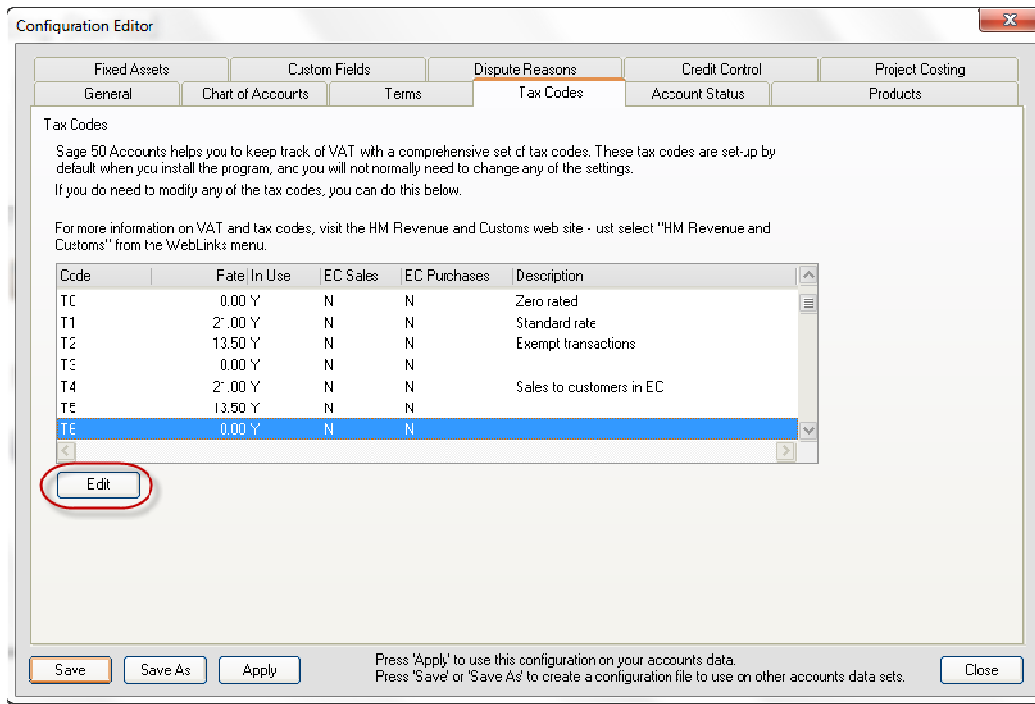 Configuration Editor
Fixed Assets Custom Fields Dispute Reasons Credit Control Project Costing
General Chart of Accounts Terms Tax Codes Account Status Products
Tax Codes
Sage 50 Accounts helps you to keep track of VAT with a comprehensive set of tax codes. These tax codes are set-up by
default when you install the program, and you will not normally need to change any of the settings.
If you do need to modify any of the tax codes, you can do this below.
For more information on VAT and tax codes, visit the HM Revenue and Customs web site - just select "HM Revenue and
Customs" from the WebLinks menu.
Code Rate In Use EC Sales EC Purchases Description
T0 0.00 Y N N Zero rated
T1 21.00 Y N N Standard rate
T2 13.50 Y N N Exempt transactions
T3 0.00 Y N N
T4 21.00 Y N N Sales to customers in EC
T5 13.50 Y N N
T6 0.00 Y N N
Edit
Save Save As Apply Press 'Apply' to use this configuration on your accounts data. Close
Press 'Save' or 'Save As' to create a configuration file to use on other accounts data sets.